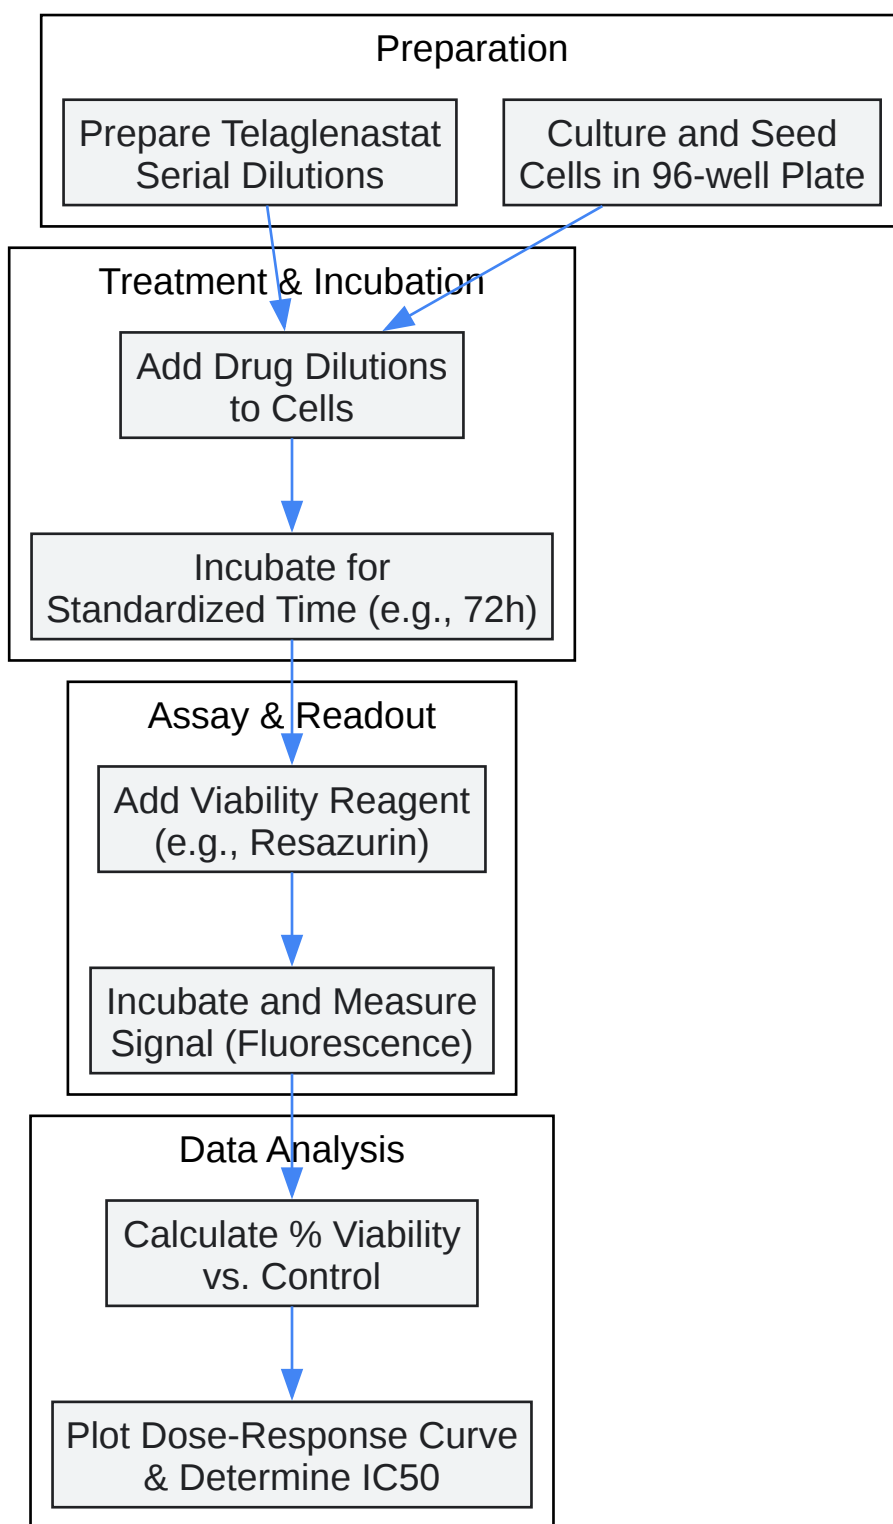 Preparation
Prepare Telaglenastat
Serial Dilutions
Culture and Seed
Cells in 96-well Plate
Treatment & Incubation
Add Drug Dilutions
to Cells
Incubate for
Standardized Time (e.g., 72h)
Assay & Readout
Add Viability Reagent
(e.g., Resazurin)
Incubate and Measure
Signal (Fluorescence)
Data Analysis
Calculate % Viability
vs. Control
Plot Dose-Response Curve
& Determine IC50